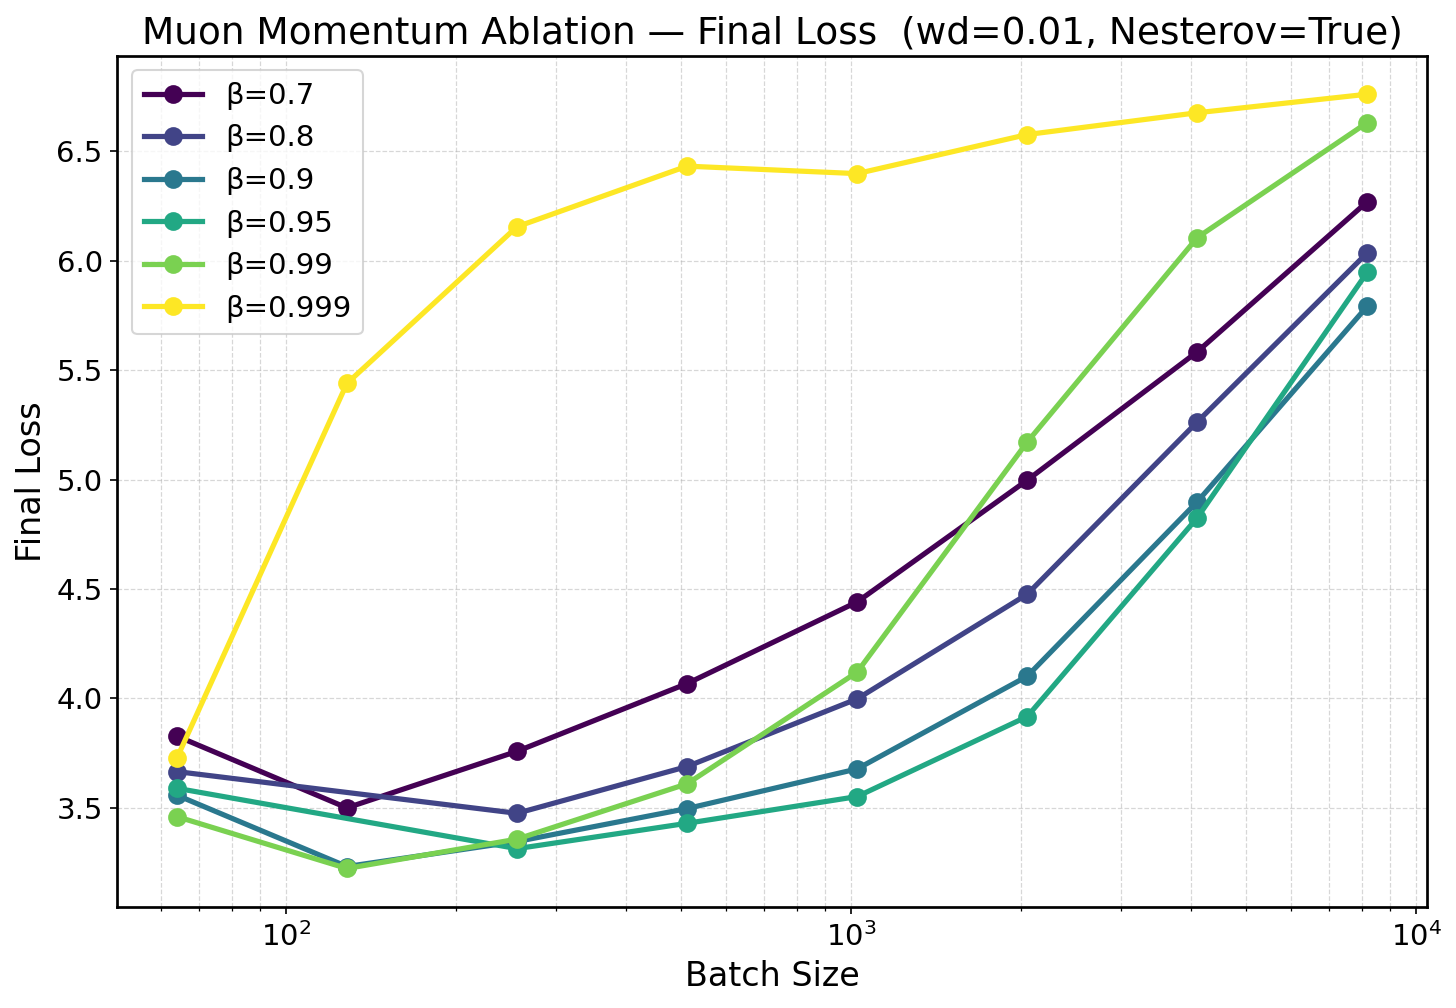 Muon Momentum Ablation — Final Loss  (wd=0.01, Nesterov=True)
β=0.7
β=0.8
β=0.9
β=0.95
β=0.99
β=0.999
6.5
6.0
5.5
5.0
4.5
4.0
3.5
Final Loss
10² 10³ 10⁴
Batch Size